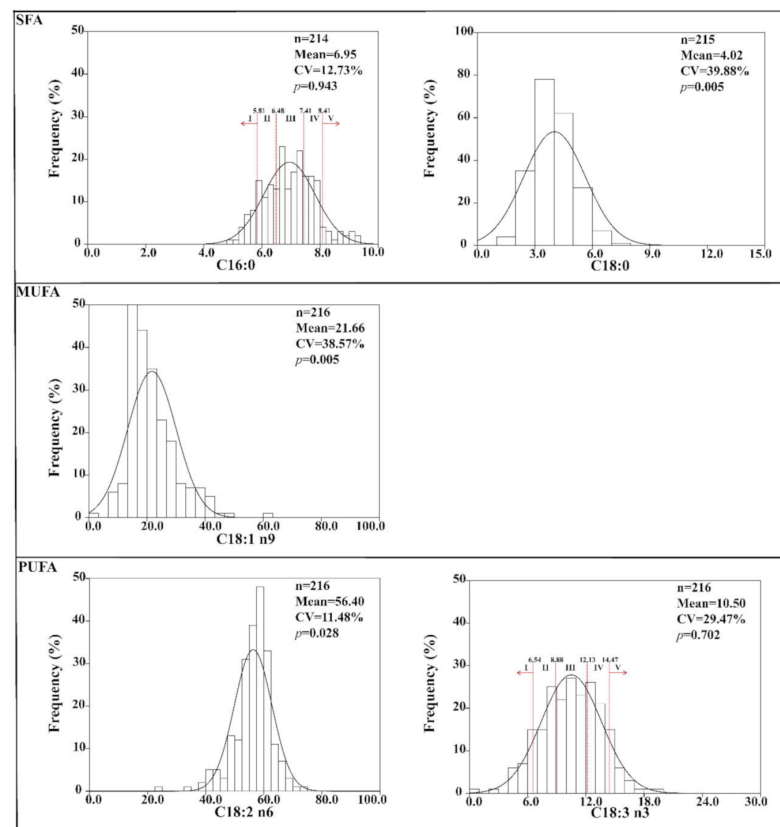 SFA
50
40
30
20
10
0
Frequency (%)
n=214
Mean=6.95
CV=12.73%
p=0.943
5.81 6.48 7.41 8.41
I II III IV V
0.0 2.0 4.0 6.0 8.0 10.0
C16:0
100
80
60
40
20
0
Frequency (%)
n=215
Mean=4.02
CV=39.88%
p=0.005
3.0 6.0 9.0 12.0 15.0
C18:0
MUFA
50
40
30
20
10
0
Frequency (%)
n=216
Mean=21.66
CV=38.57%
p=0.005
0.0 20.0 40.0 60.0 80.0 100.0
C18:1 n9
PUFA
50
40
30
20
10
0
Frequency (%)
n=216
Mean=56.40
CV=11.48%
p=0.028
0.0 20.0 40.0 60.0 80.0 100.0
C18:2 n6
50
40
30
20
10
0
Frequency (%)
n=216
Mean=10.50
CV=29.47%
p=0.702
6.54 8.88 12.13 14.47
I II III IV V
0.0 6.0 12.0 18.0 24.0 30.0
C18:3 n3